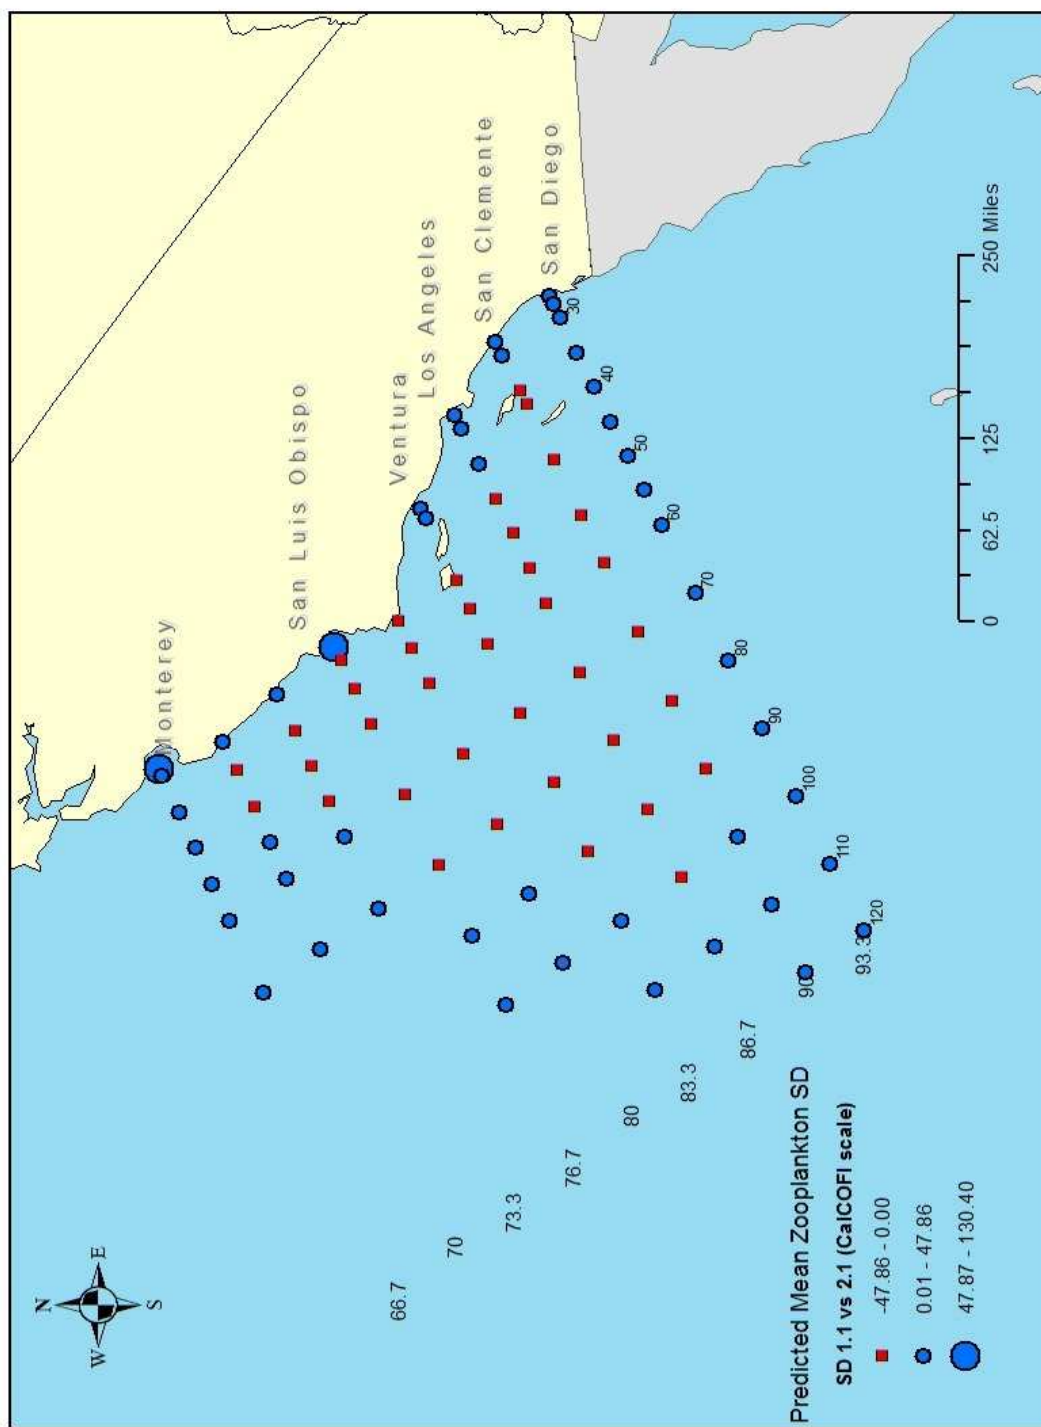 N
W
E
S
Monterey
San Luis Obispo
Ventura
Los Angeles
San Clemente
San Diego
30
40
50
60
70
80
90
100
110
120
93.3
90
86.7
83.3
80
76.7
73.3
70
66.7
Predicted Mean Zooplankton SD
SD 1.1 vs 2.1 (CalCOFI scale)
-47.86 - 0.00
0.01 - 47.86
47.87 - 130.40
0 62.5 125 250 Miles